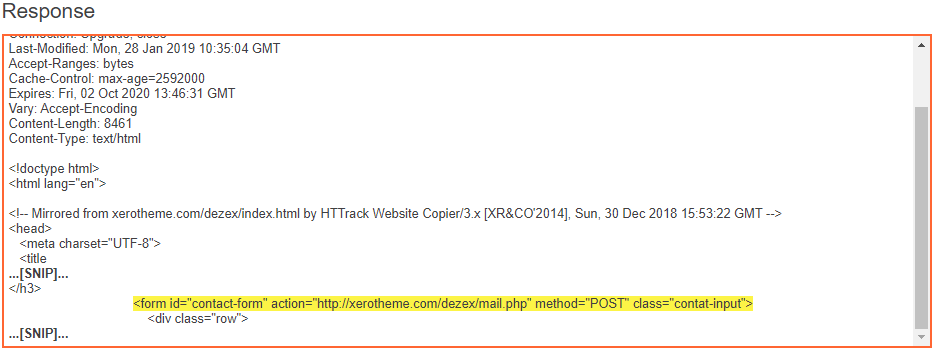 Response
Connection: Upgrade, close
Last-Modified: Mon, 28 Jan 2019 10:35:04 GMT
Accept-Ranges: bytes
Cache-Control: max-age=2592000
Expires: Fri, 02 Oct 2020 13:46:31 GMT
Vary: Accept-Encoding
Content-Length: 8461
Content-Type: text/html
<!doctype html>
<html lang="en">
<!-- Mirrored from xerotheme.com/dezex/index.html by HTTrack Website Copier/3.x [XR&CO'2014], Sun, 30 Dec 2018 15:53:22 GMT -->
<head>
<meta charset="UTF-8">
<title
...[SNIP]...
</h3>
<form id="contact-form" action="http://xerotheme.com/dezex/mail.php" method="POST" class="contat-input">
<div class="row">
...[SNIP]...